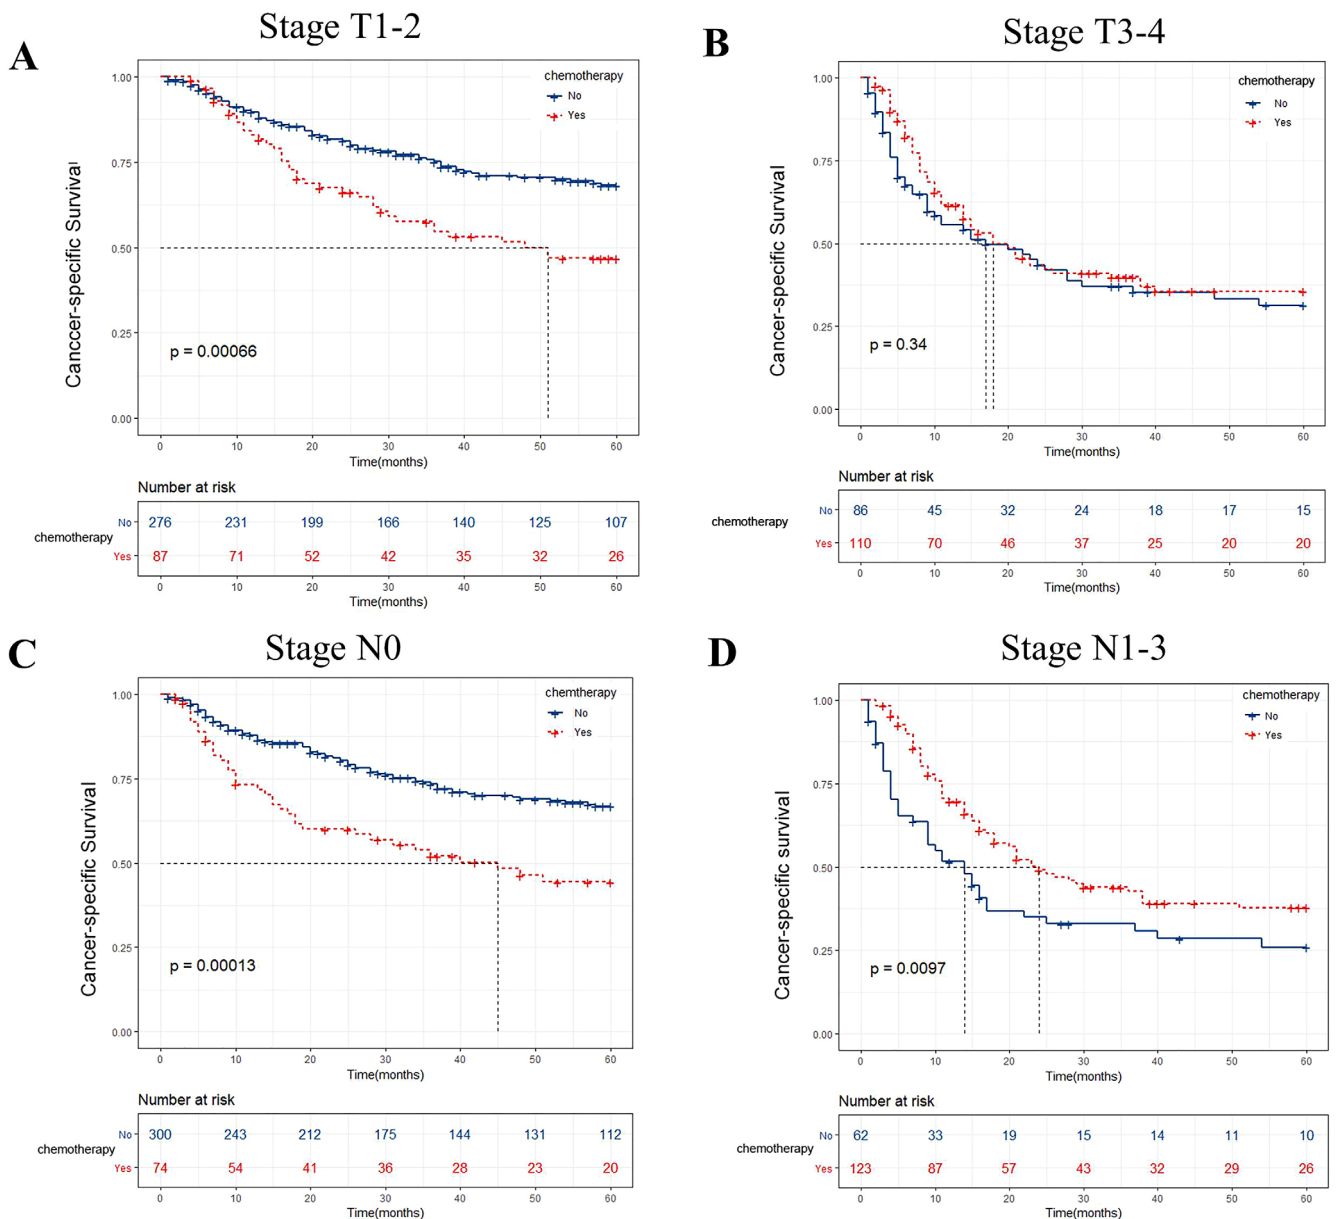 Stage T1-2
A
chemotherapy
No
Yes
1.00
0.75
0.50
0.25
0.00
Canccer-specific Survival
p = 0.00066
0 10 20 30 40 50 60
Time(months)
Number at risk
chemotherapy
No 276 231 199 166 140 125 107
Yes 87 71 52 42 35 32 26
0 10 20 30 40 50 60
Time(months)
Stage T3-4
B
chemotherapy
No
Yes
1.00
0.75
0.50
0.25
0.00
Cancer-specific Survival
p = 0.34
0 10 20 30 40 50 60
Time(months)
Number at risk
chemotherapy
No 86 45 32 24 18 17 15
Yes 110 70 46 37 25 20 20
0 10 20 30 40 50 60
Time(months)
Stage N0
C
chemtherapy
No
Yes
1.00
0.75
0.50
0.25
0.00
Cancer-specific Survival
p = 0.00013
0 10 20 30 40 50 60
Time(months)
Number at risk
chemotherapy
No 300 243 212 175 144 131 112
Yes 74 54 41 36 28 23 20
0 10 20 30 40 50 60
Time(months)
Stage N1-3
D
chemotherapy
No
Yes
1.00
0.75
0.50
0.25
0.00
Cancer-specific survival
p = 0.0097
0 10 20 30 40 50 60
Time(months)
Number at risk
chemotherapy
No 62 33 19 15 14 11 10
Yes 123 87 57 43 32 29 26
0 10 20 30 40 50 60
Time(months)